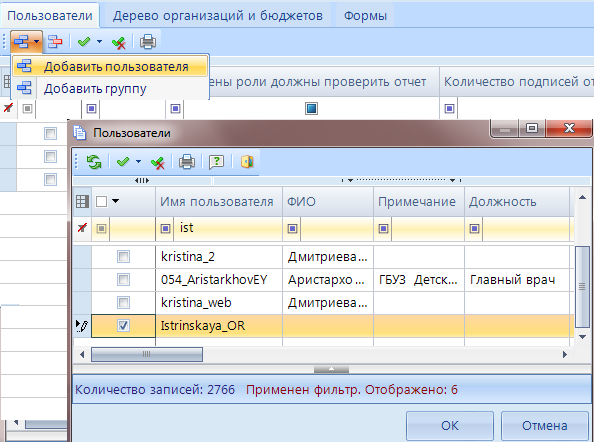 Пользователи Дерево организаций и бюджетов Формы
Добавить пользователя
Добавить группу
ены роли должны проверить отчет Количество подписей от
Пользователи
Имя пользователя ФИО Примечание Должность
ist
kristina_2 Дмитриева...
054_AristarkhovEY Аристархо... ГБУЗ Детск... Главный врач
kristina_web Дмитриева...
Istrinskaya_OR
Количество записей: 2766 Применен фильтр. Отображено: 6
ОК Отмена